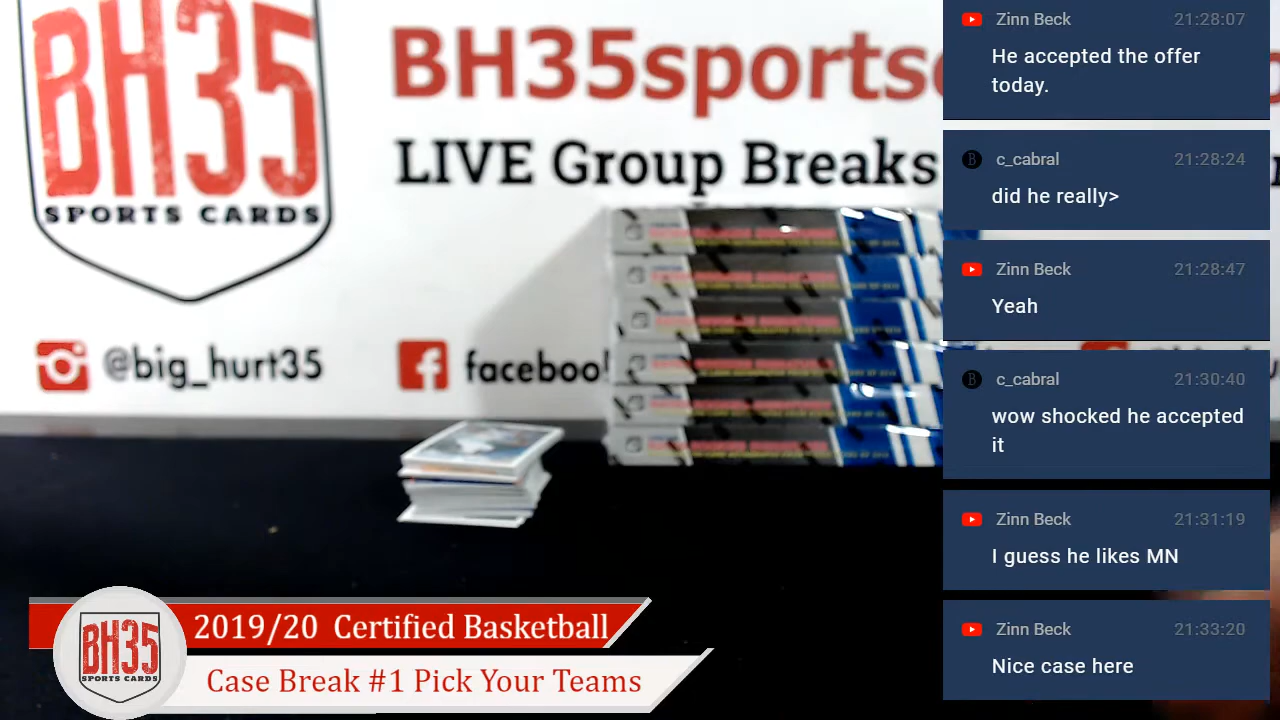 BH35
SPORTS CARDS
BH35sports
LIVE Group Breaks
@big_hurt35
facebook
2019/20 Certified Basketball
BH35
SPORTS CARDS
Case Break #1 Pick Your Teams
Zinn Beck 21:28:07
He accepted the offer
today.
c_cabral 21:28:24
did he really>
Zinn Beck 21:28:47
Yeah
c_cabral 21:30:40
wow shocked he accepted
it
Zinn Beck 21:31:19
I guess he likes MN
Zinn Beck 21:33:20
Nice case here